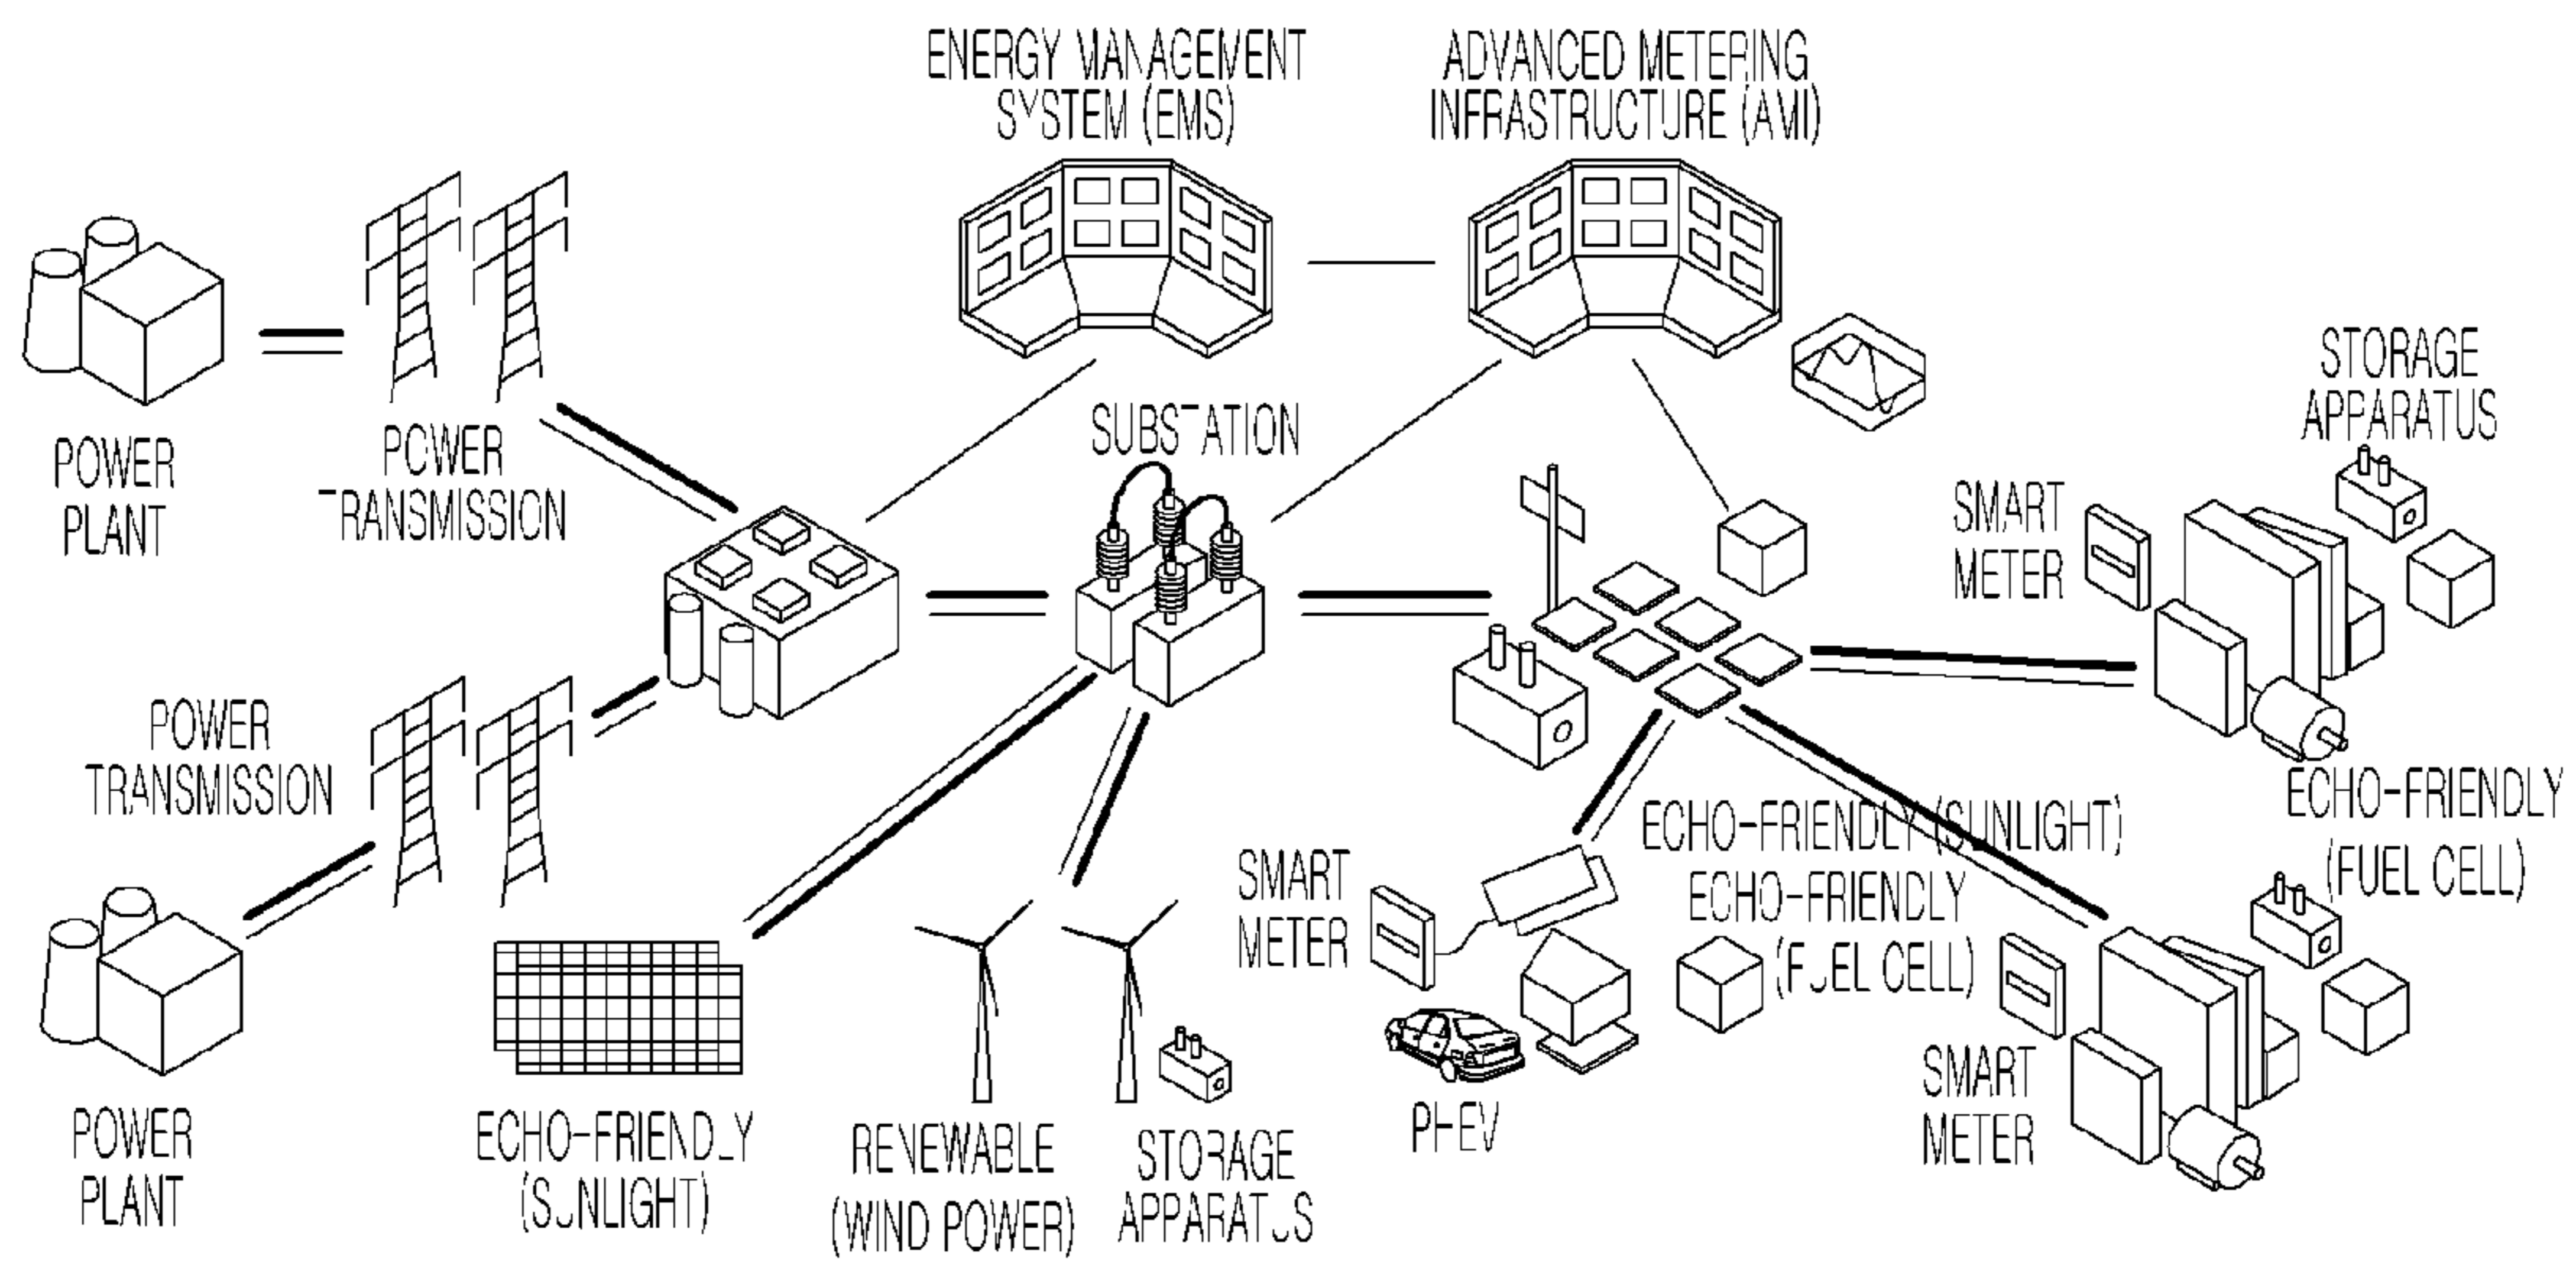 ENERGY MANAGEMENT
SYSTEM (EMS)
ADVANCED METERING
INFRASTRUCTURE (AMI)
POWER
PLANT
POWER
TRANSMISSION
SUBSTATION
STORAGE
APPARATUS
SMART
METER
POWER
TRANSMISSION
ECHO-FRIENDLY
(FUEL CELL)
ECHO-FRIENDLY (SUNLIGHT)
ECHO-FRIENDLY
(FUEL CELL)
SMART
METER
POWER
PLANT
ECHO-FRIENDLY
(SUNLIGHT)
RENEWABLE
(WIND POWER)
STORAGE
APPARATUS
PHEV
SMART
METER